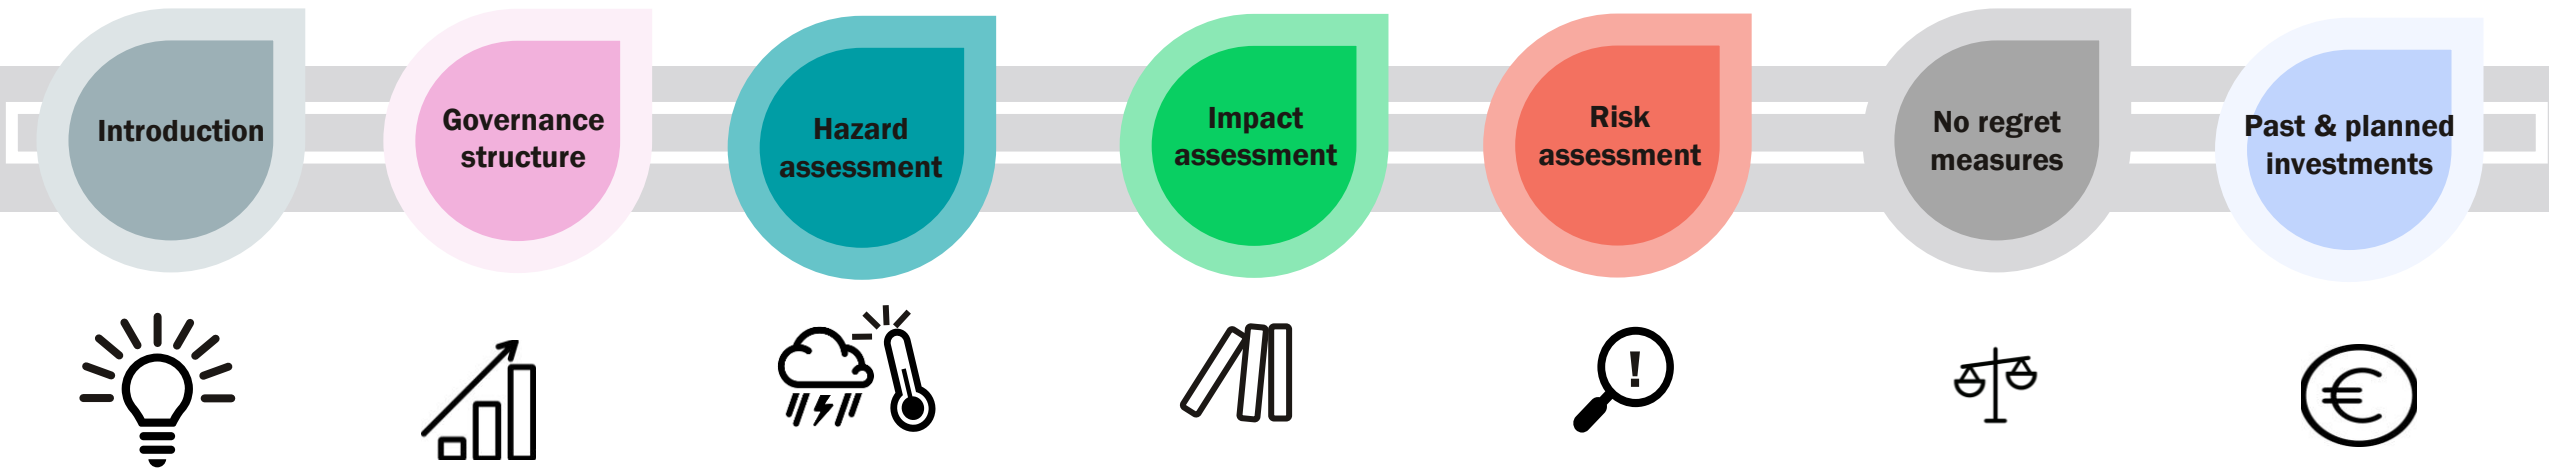 Introduction
Governance
structure
Hazard
assessment
Impact
assessment
Risk
assessment
No regret
measures
Past & planned
investments
!
€